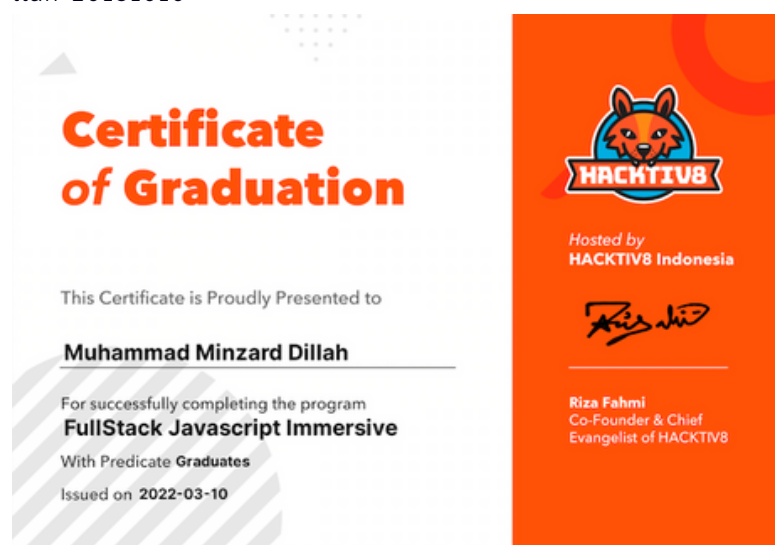 Certificate
of Graduation
This Certificate is Proudly Presented to
Muhammad Minzard Dillah
For successfully completing the program
FullStack Javascript Immersive
With Predicate Graduates
Issued on 2022-03-10
HACKTIV8
Hosted by
HACKTIV8 Indonesia
Riza Fahmi
Co-Founder & Chief
Evangelist of HACKTIV8